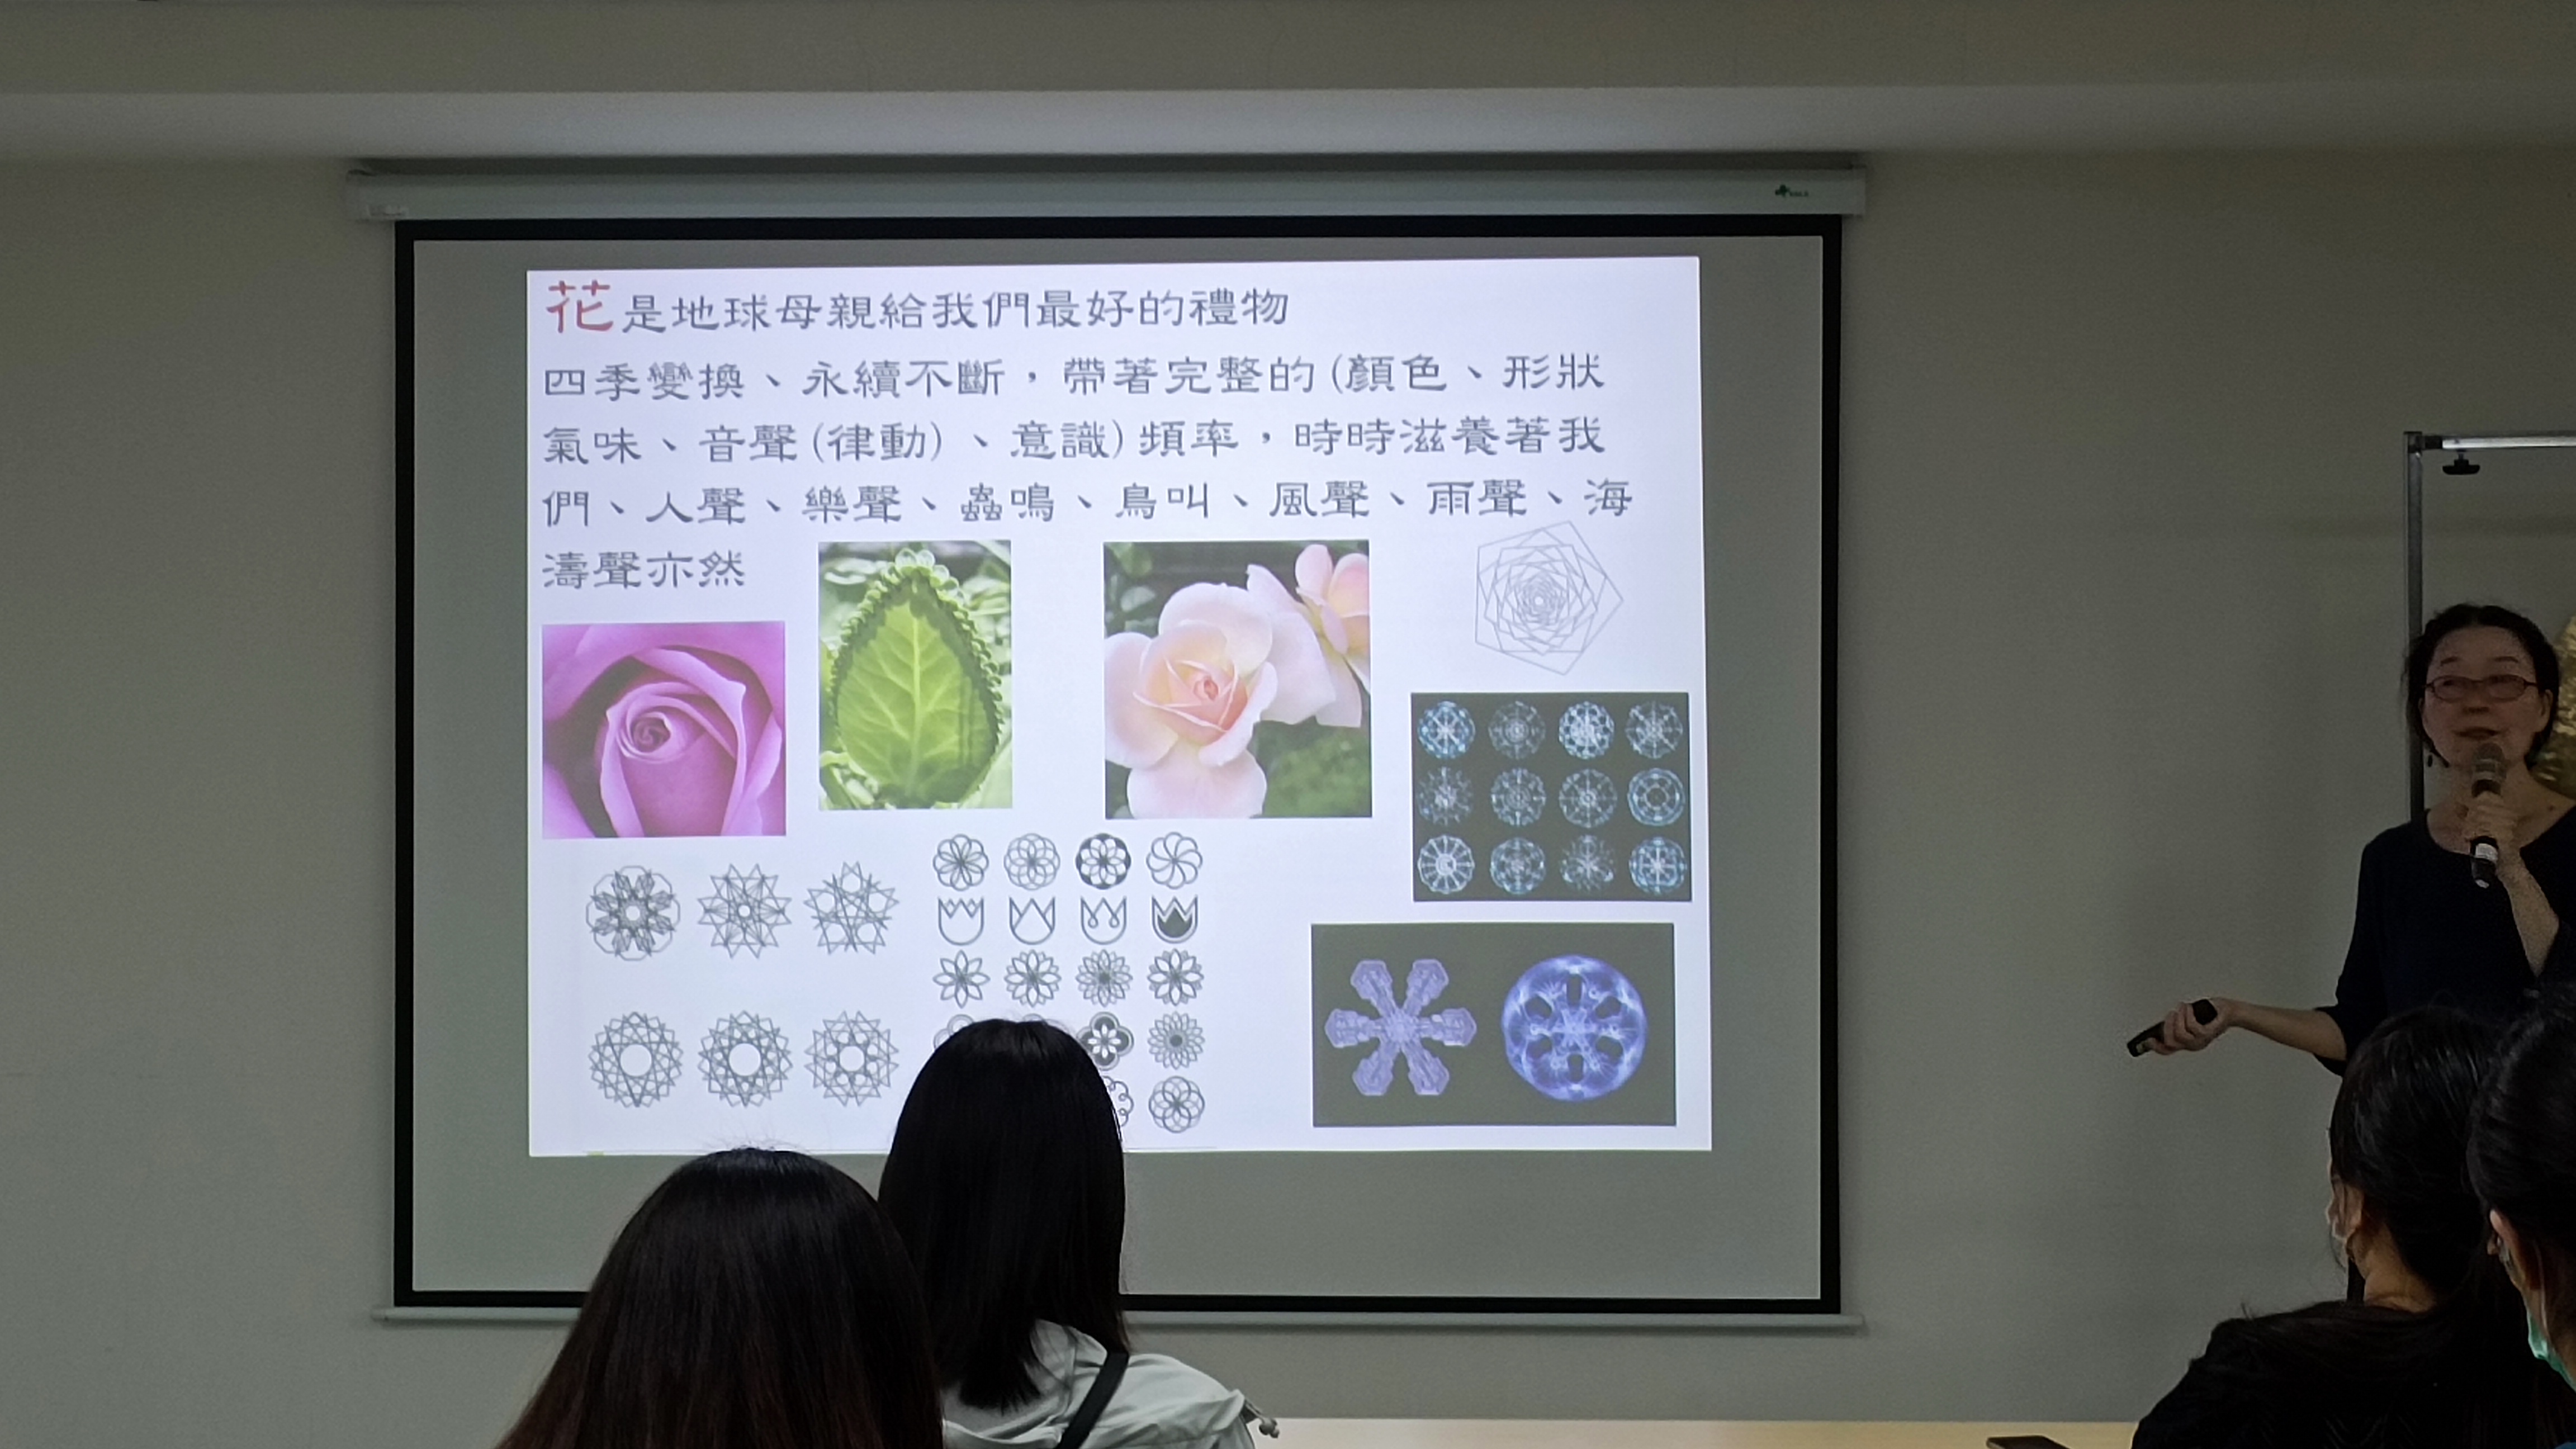 花是地球母親給我們最好的禮物
四季變換、永續不斷，帶著完整的(顏色、形狀
氣味、音聲(律動)、意識)頻率，時時滋養著我
們、人聲、樂聲、蟲鳴、鳥叫、風聲、雨聲、海
濤聲亦然